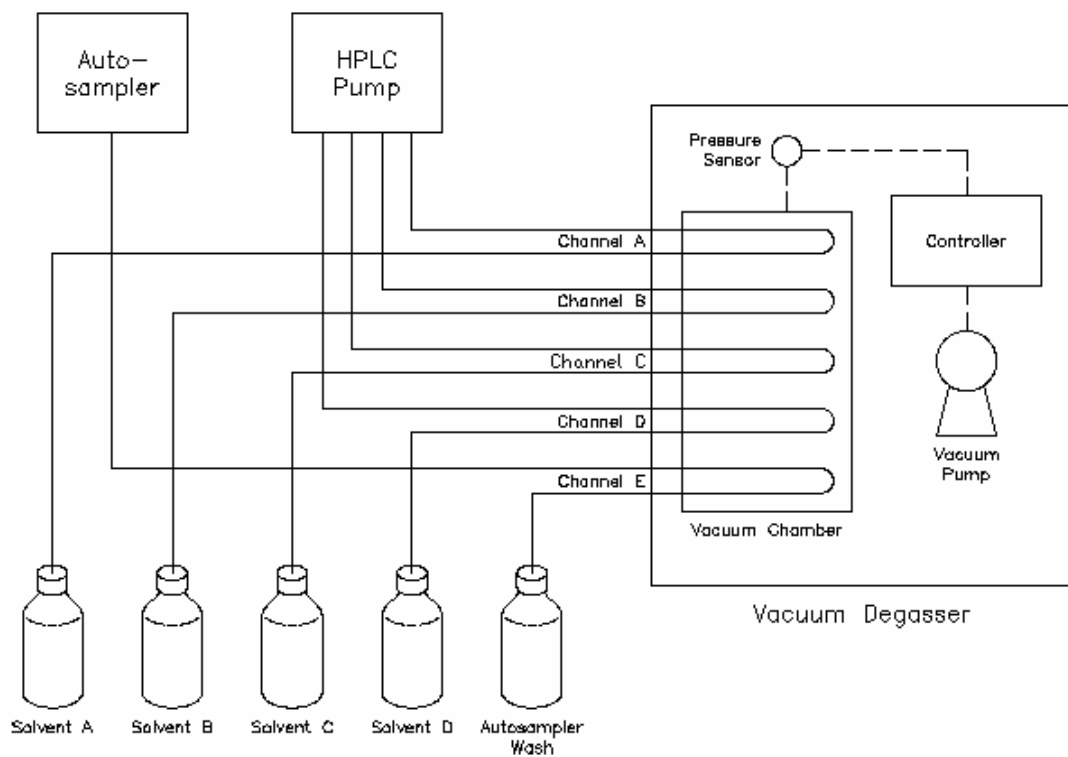 Auto-
sampler
HPLC
Pump
Pressure
Sensor
Controller
Channel A
Channel B
Channel C
Channel D
Channel E
Vacuum
Pump
Vacuum Chamber
Vacuum Degasser
Solvent A
Solvent B
Solvent C
Solvent D
Autosampler
Wash